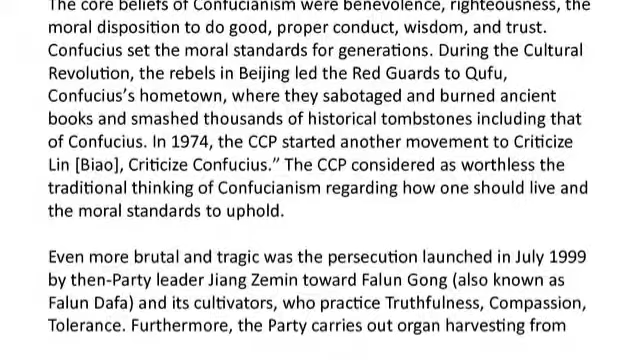 The core beliefs of Confucianism were benevolence, righteousness, the
moral disposition to do good, proper conduct, wisdom, and trust.
Confucius set the moral standards for generations. During the Cultural
Revolution, the rebels in Beijing led the Red Guards to Qufu,
Confucius’s hometown, where they sabotaged and burned ancient
books and smashed thousands of historical tombstones including that
of Confucius. In 1974, the CCP started another movement to Criticize
Lin [Biao], Criticize Confucius.” The CCP considered as worthless the
traditional thinking of Confucianism regarding how one should live and
the moral standards to uphold.
Even more brutal and tragic was the persecution launched in July 1999
by then-Party leader Jiang Zemin toward Falun Gong (also known as
Falun Dafa) and its cultivators, who practice Truthfulness, Compassion,
Tolerance. Furthermore, the Party carries out organ harvesting from